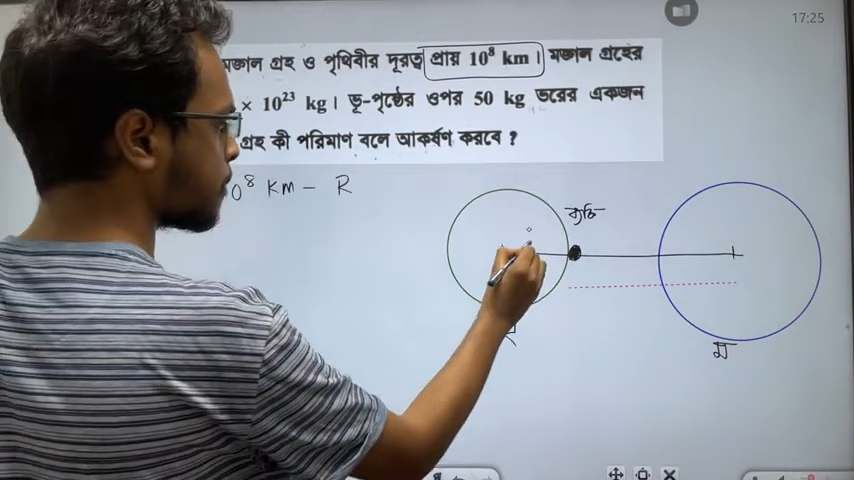 17:25
মঙ্গল গ্রহ ও পৃথিবীর দূরত্ব প্রায় 10⁸ km। মঙ্গল গ্রহের
× 10²³ kg। ভূ-পৃষ্ঠের ওপর 50 kg ভরের একজন
গ্রহ কী পরিমাণ বলে আকর্ষণ করবে ?
0⁸ KM – R
ব্যক্তি
ম